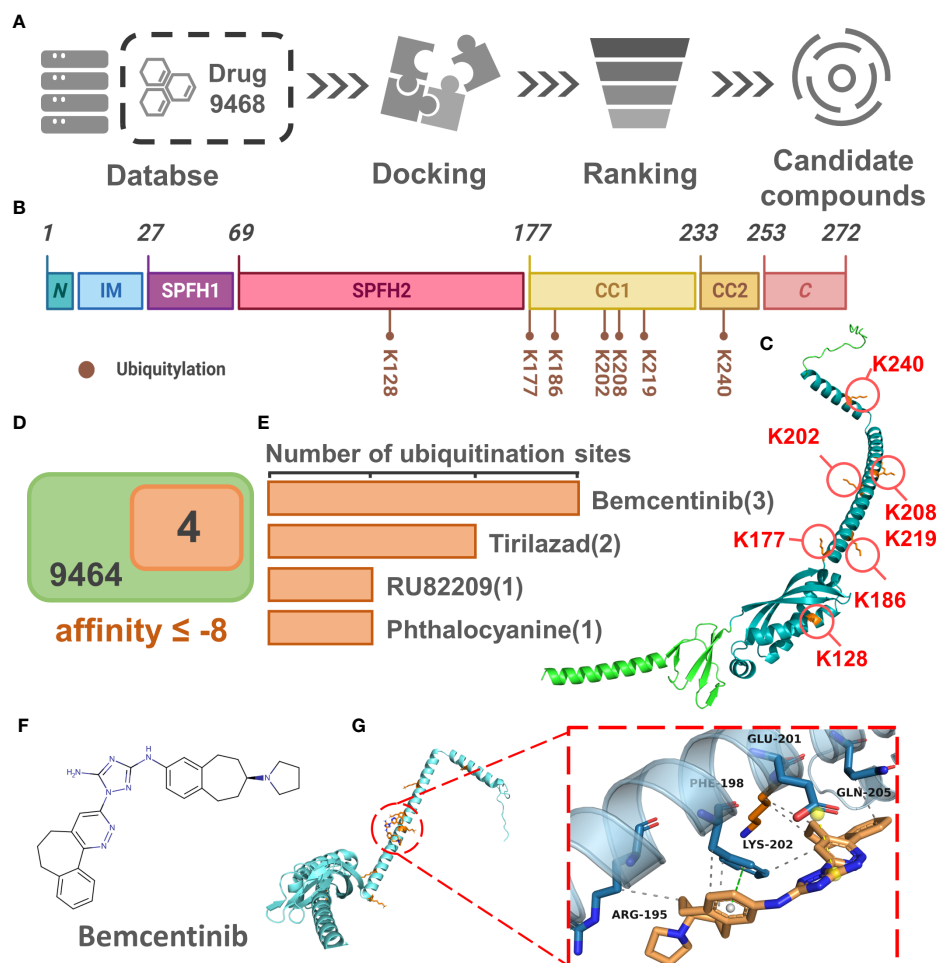 A
Drug
9468
Databse
Docking
Ranking
Candidate
compounds
B
1 27 69 177 233 253 272
N IM SPFH1 SPFH2 CC1 CC2 C
Ubiquitylation
K128 K177 K186 K202 K208 K219 K240
C
K240
K202
K208
K177
K219
K186
K128
D
4
9464
affinity ≤ -8
E
Number of ubiquitination sites
Bemcentinib(3)
Tirilazad(2)
RU82209(1)
Phthalocyanine(1)
F
H
N
N
N
N
N
H₂N
N
N
N
Bemcentinib
G
GLU-201
PHE-198
GLN-205
LYS-202
ARG-195